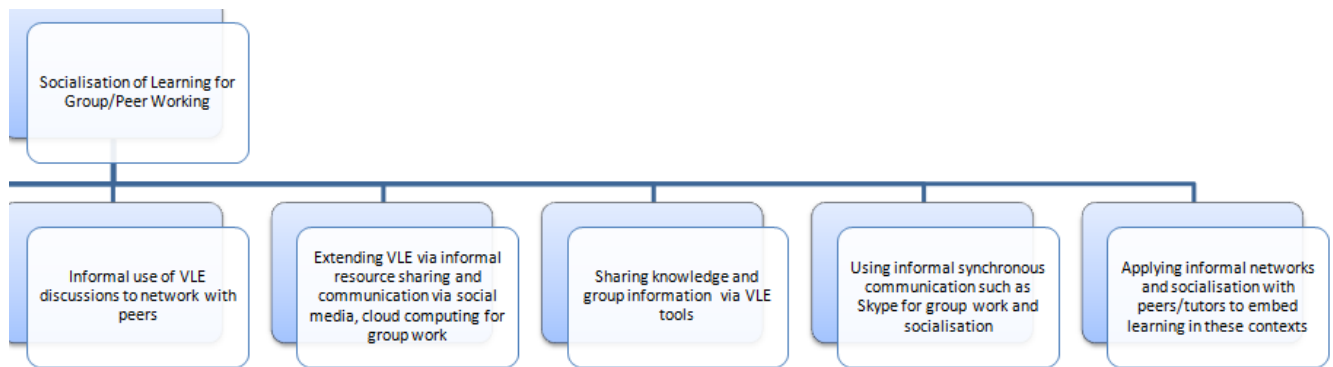 Socialisation of Learning for
Group/Peer Working
Informal use of VLE
discussions to network with
peers
Extending VLE via informal
resource sharing and
communication via social
media, cloud computing for
group work
Sharing knowledge and
group information via VLE
tools
Using informal synchronous
communication such as
Skype for group work and
socialisation
Applying informal networks
and socialisation with
peers/tutors to embed
learning in these contexts